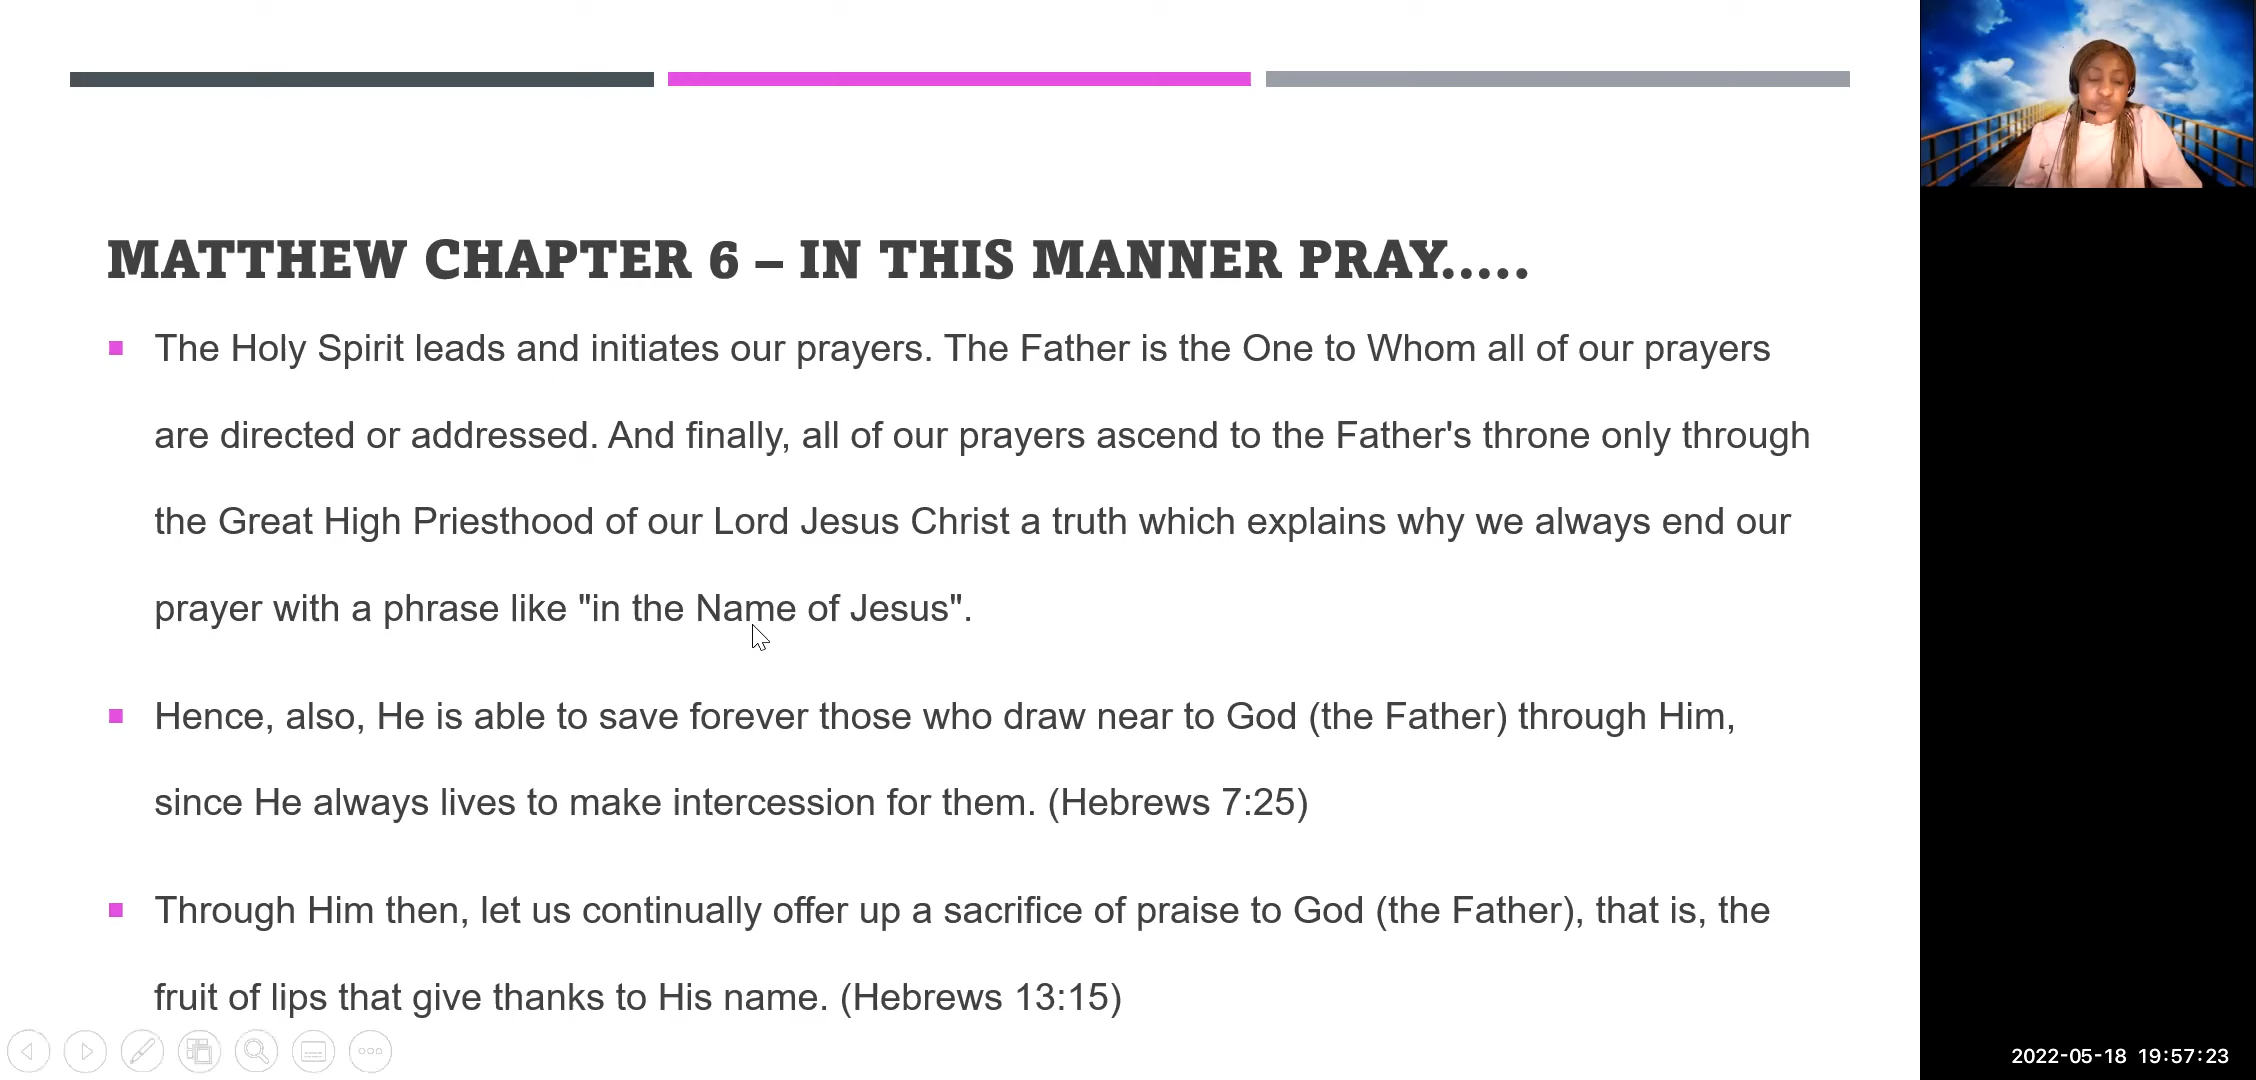 MATTHEW CHAPTER 6 – IN THIS MANNER PRAY.....
The Holy Spirit leads and initiates our prayers. The Father is the One to Whom all of our prayers
are directed or addressed. And finally, all of our prayers ascend to the Father's throne only through
the Great High Priesthood of our Lord Jesus Christ a truth which explains why we always end our
prayer with a phrase like "in the Name of Jesus".
Hence, also, He is able to save forever those who draw near to God (the Father) through Him,
since He always lives to make intercession for them. (Hebrews 7:25)
Through Him then, let us continually offer up a sacrifice of praise to God (the Father), that is, the
fruit of lips that give thanks to His name. (Hebrews 13:15)
2022-05-18 19:57:23